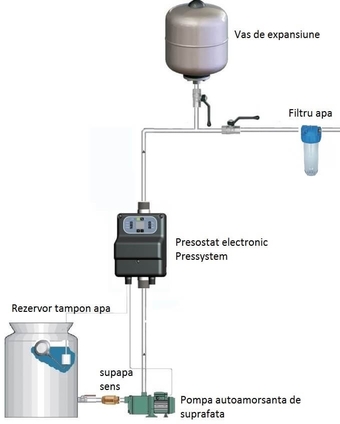 Vas de expansiune
Filtru apa
Presostat electronic
Pressystem
Rezervor tampon apa
supapa
sens
Pompa autoamorsanta de
suprafata